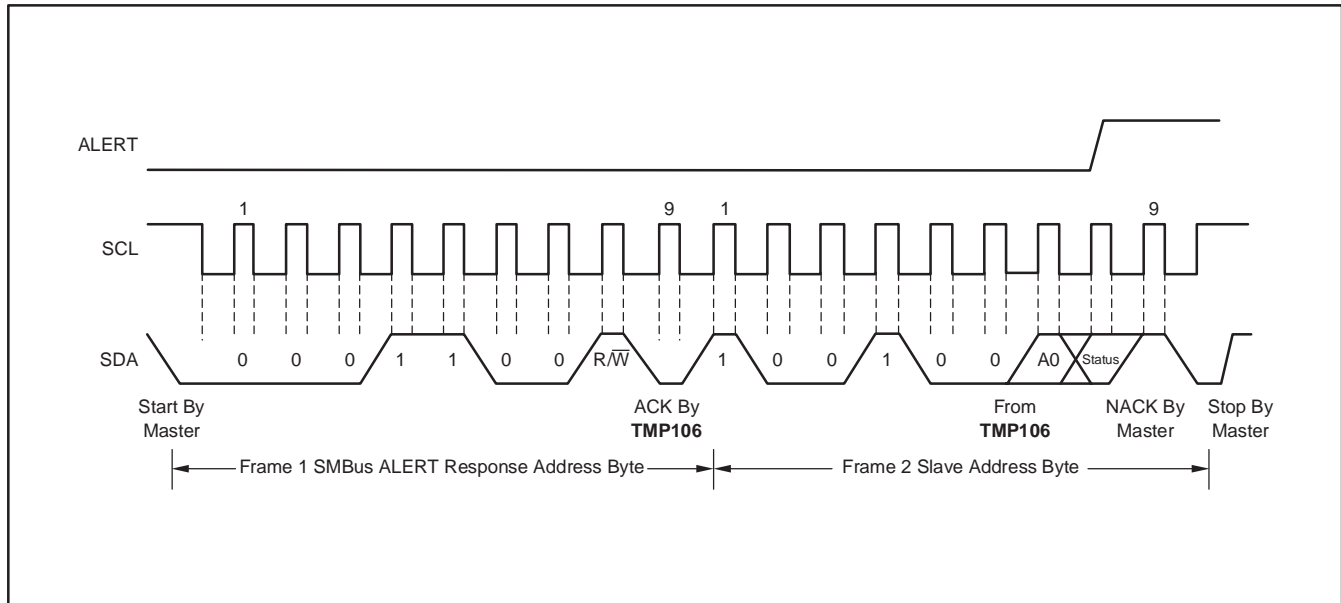 ALERT
1 9 1 9
SCL
SDA 0 0 0 1 1 0 0 R/W̅ 1 0 0 1 0 0 A0 Status
Start By
Master
ACK By
TMP106
From
TMP106
NACK By
Master
Stop By
Master
Frame 1 SMBus ALERT Response Address Byte
Frame 2 Slave Address Byte